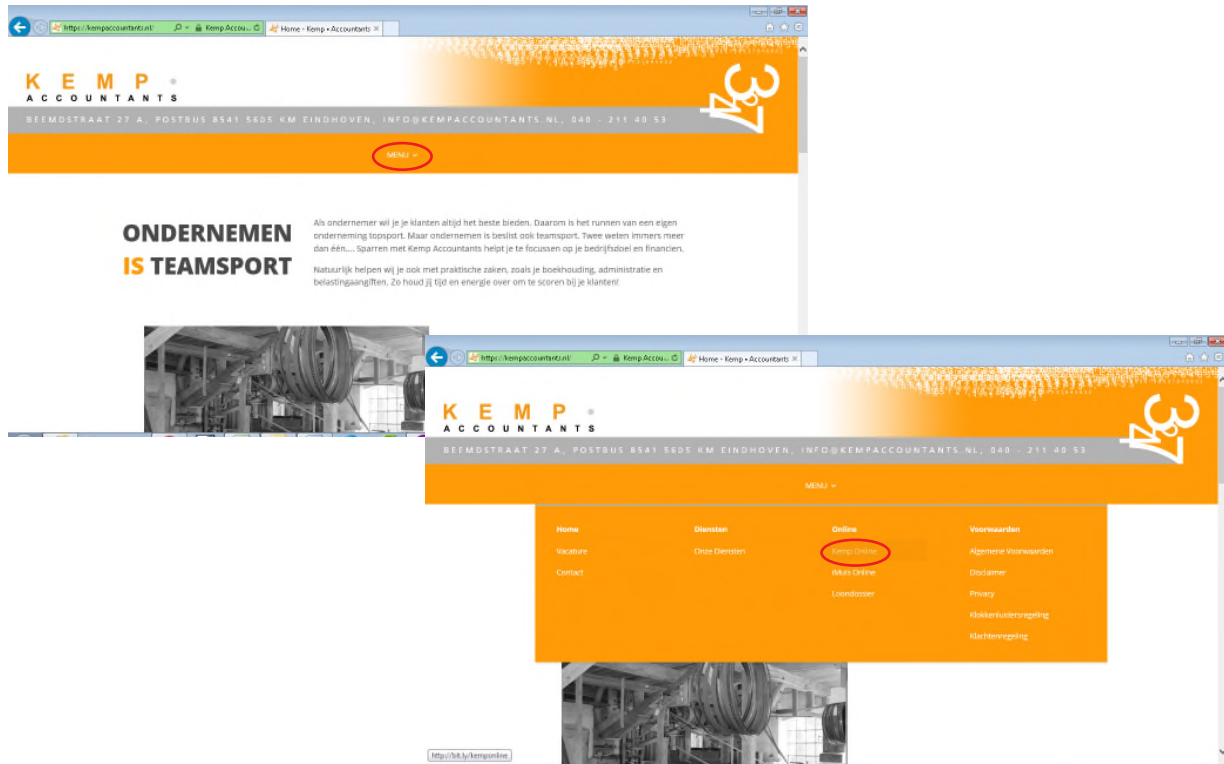 https://kempaccountants.nl/
Kemp Accou...
Home - Kemp • Accountants
KEMP
ACCOUNTANTS
BEEMDSTRAAT 27 A, POSTBUS 8541 5605 KM EINDHOVEN, INFO@KEMPACCOUNTANTS.NL, 040 - 211 40 53
MENU
ONDERNEMEN
IS TEAMSPORT
Als ondernemer wil je je klanten altijd het beste bieden. Daarom is het runnen van een eigen
onderneming topsport. Maar ondernemen is beslist ook teamsport. Twee weten immers meer
dan één.... Sparren met Kemp Accountants helpt je te focussen op je bedrijfsdoel en financien.
Natuurlijk helpen wij je ook met praktische zaken, zoals je boekhouding, administratie en
belastingaangiften. Zo houd jij tijd en energie over om te scoren bij je klanten!
https://kempaccountants.nl/
Kemp Accou...
Home - Kemp • Accountants
KEMP
ACCOUNTANTS
BEEMDSTRAAT 27 A, POSTBUS 8541 5605 KM EINDHOVEN, INFO@KEMPACCOUNTANTS.NL, 040 - 211 40 53
MENU
Home
Vacature
Contact
Diensten
Onze Diensten
Online
Kemp Online
iMuis Online
Loondossier
Voorwaarden
Algemene Voorwaarden
Disclaimer
Privacy
Klokkenluidersregeling
Klachtenregeling
http://bit.ly/kemponline